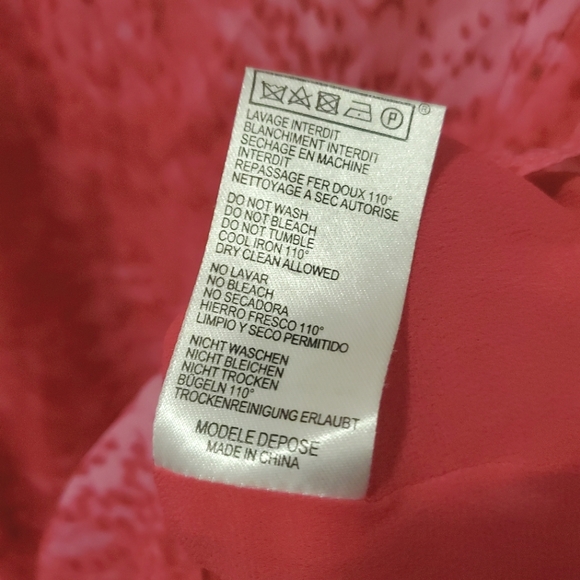 P ®
LAVAGE INTERDIT
BLANCHIMENT INTERDIT
SECHAGE EN MACHINE
INTERDIT
REPASSAGE FER DOUX 110°
NETTOYAGE A SEC AUTORISE
DO NOT WASH
DO NOT BLEACH
DO NOT TUMBLE
COOL IRON 110°
DRY CLEAN ALLOWED
NO LAVAR
NO BLEACH
NO SECADORA
HIERRO FRESCO 110°
LIMPIO Y SECO PERMITIDO
NICHT WASCHEN
NICHT BLEICHEN
NICHT TROCKEN
BÜGELN 110°
TROCKENREINIGUNG ERLAUBT
MODELE DEPOSE
MADE IN CHINA